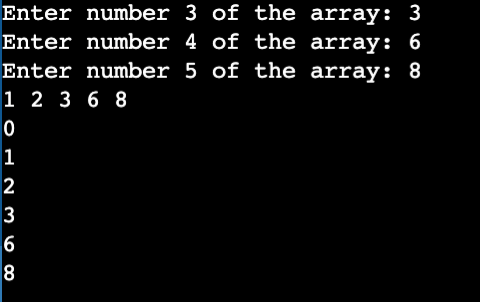 Enter number 3 of the array: 3
Enter number 4 of the array: 6
Enter number 5 of the array: 8
1 2 3 6 8
0
1
2
3
6
8